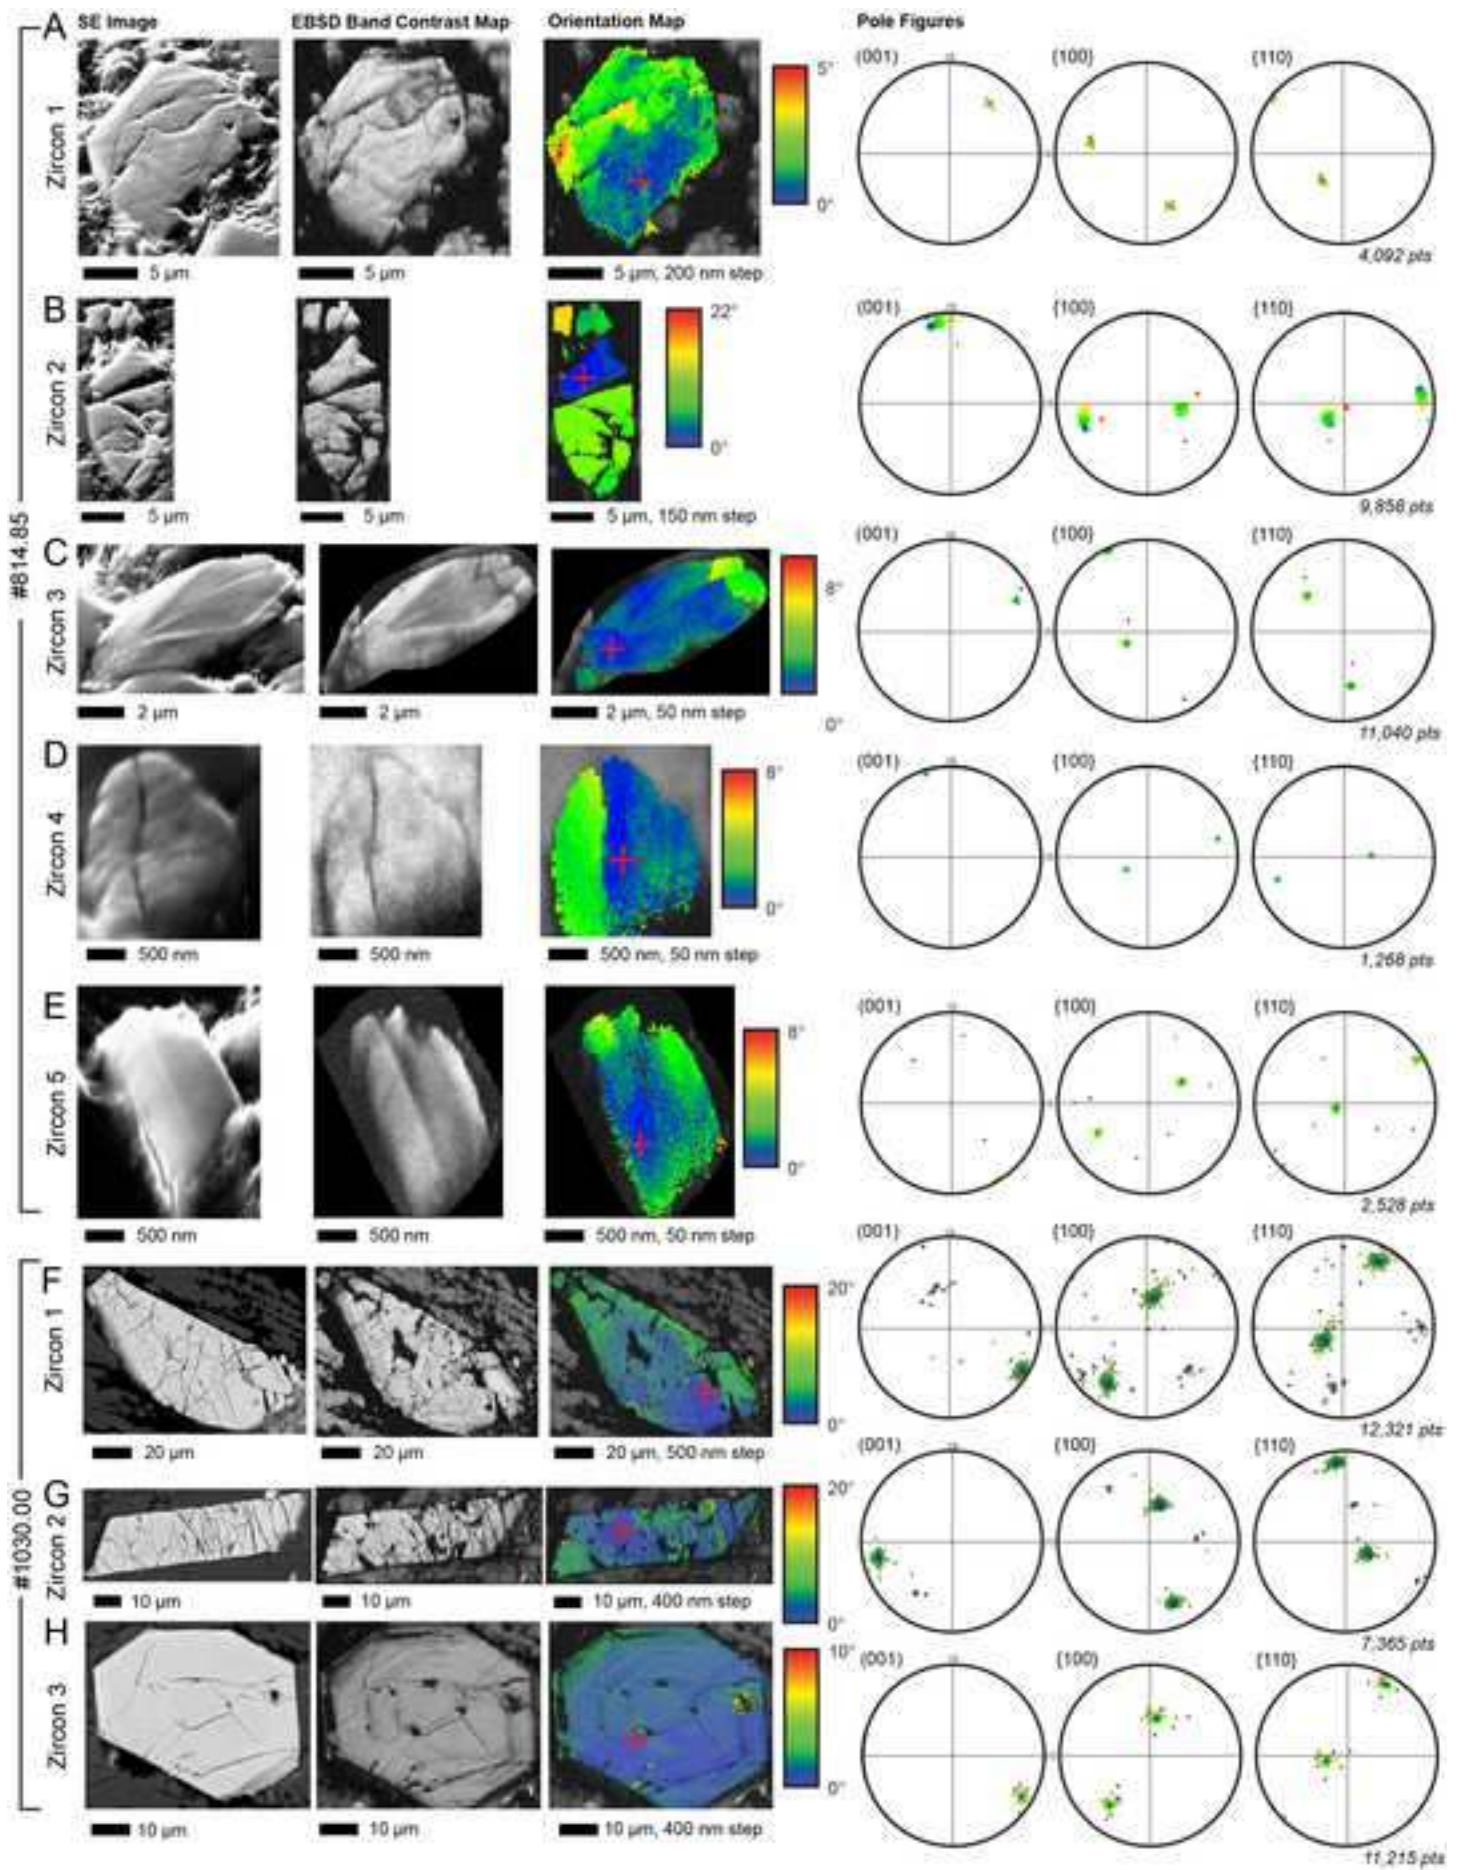 A SE Image EBSD Band Contrast Map Orientation Map Pole Figures
Zircon 1
5°
0°
(001) {100} {110}
5 µm 5 µm 5 µm, 200 nm step
4,092 pts
B
Zircon 2
22°
0°
(001) {100} {110}
5 µm 5 µm 5 µm, 150 nm step
9,858 pts
#814.85
C
Zircon 3
8°
0°
(001) {100} {110}
2 µm 2 µm 2 µm, 50 nm step
11,040 pts
D
Zircon 4
8°
0°
(001) {100} {110}
500 nm 500 nm 500 nm, 50 nm step
1,268 pts
E
Zircon 5
8°
0°
(001) {100} {110}
500 nm 500 nm 500 nm, 50 nm step
2,528 pts
F
Zircon 1
20°
0°
(001) {100} {110}
20 µm 20 µm 20 µm, 500 nm step
12,321 pts
#1030.00
G
Zircon 2
20°
0°
(001) {100} {110}
10 µm 10 µm 10 µm, 400 nm step
7,365 pts
H
Zircon 3
10°
0°
(001) {100} {110}
10 µm 10 µm 10 µm, 400 nm step
11,215 pts